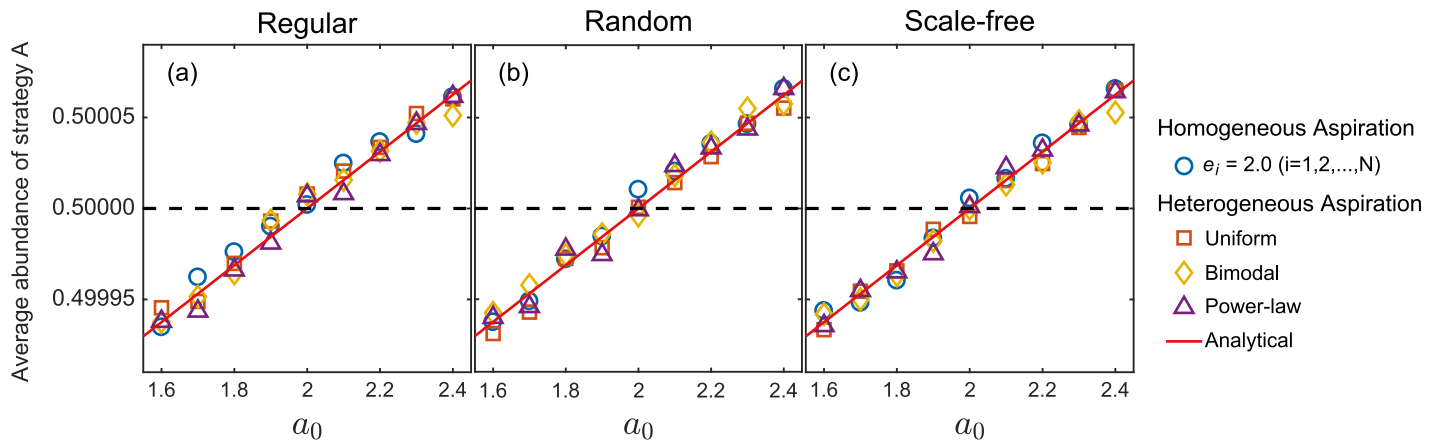 Regular
Random
Scale-free
Average abundance of strategy A
(a)
(b)
(c)
0.50005
0.50000
0.49995
1.6 1.8 2 2.2 2.4
1.6 1.8 2 2.2 2.4
1.6 1.8 2 2.2 2.4
a₀
a₀
a₀
Homogeneous Aspiration
eᵢ = 2.0 (i=1,2,...,N)
Heterogeneous Aspiration
Uniform
Bimodal
Power-law
Analytical